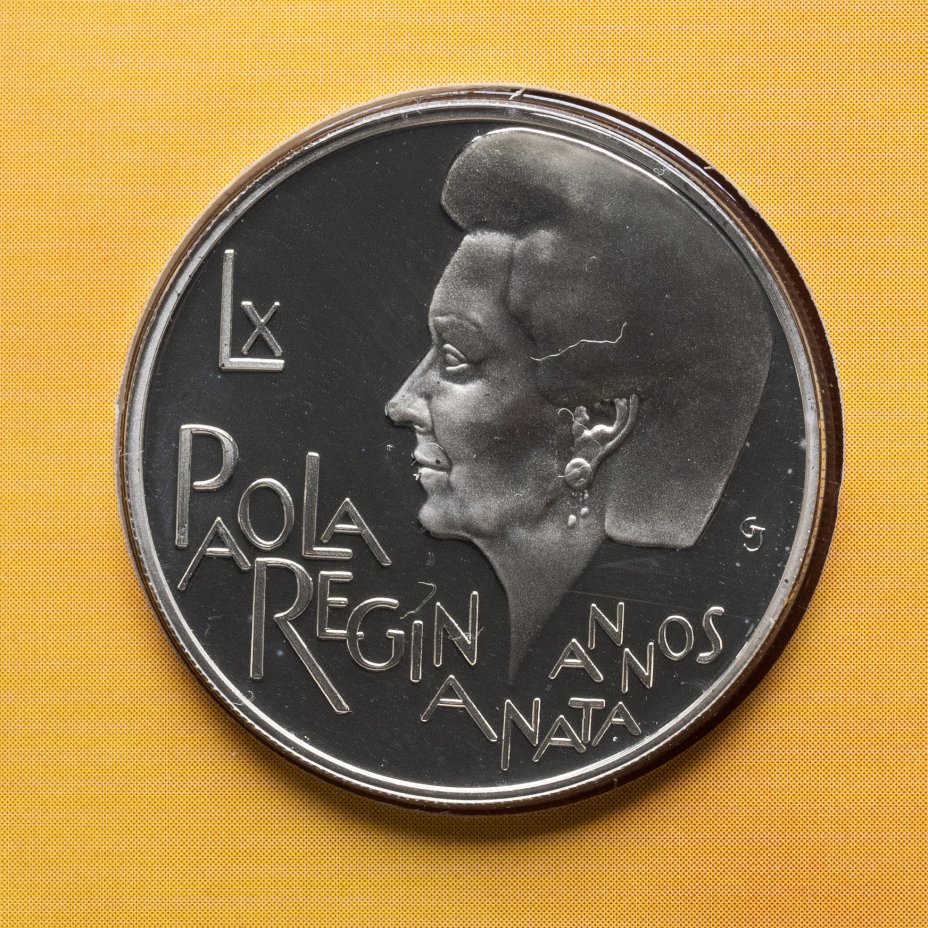 LX
PAOLA
REGINA ANNOS
NATA
G